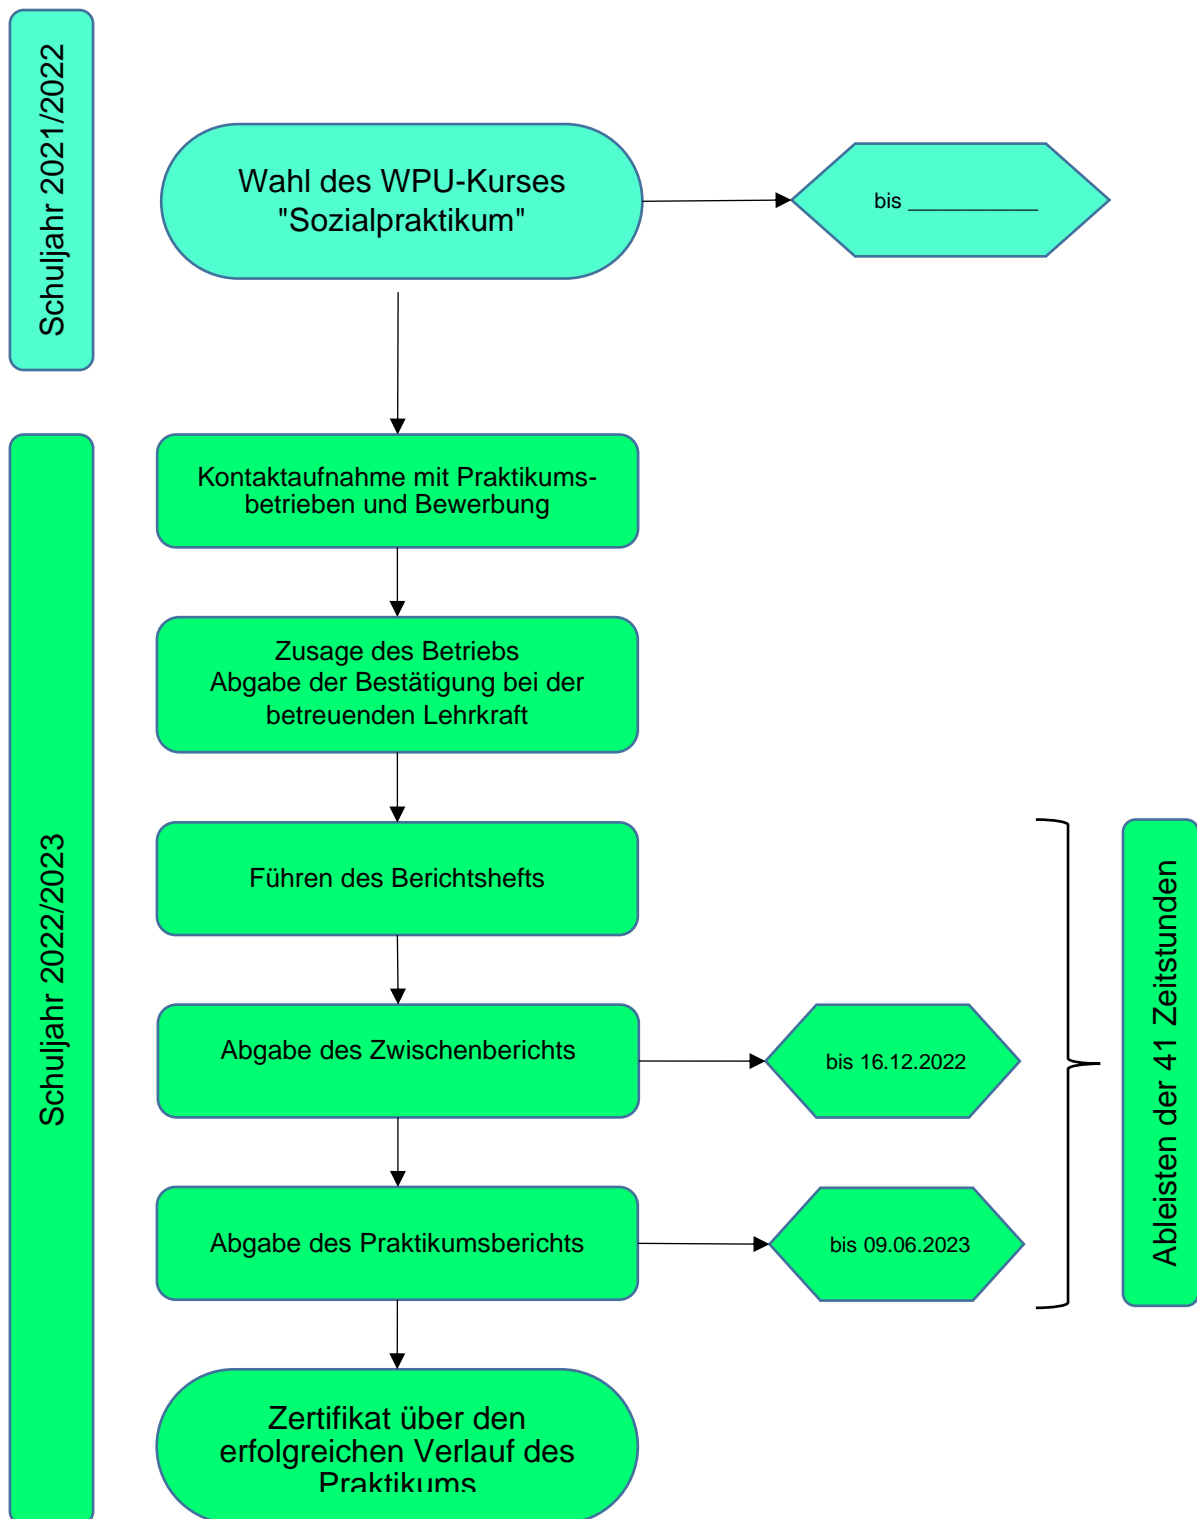 Schuljahr 2021/2022
Wahl des WPU-Kurses
"Sozialpraktikum"
bis ____________
Schuljahr 2022/2023
Kontaktaufnahme mit Praktikums-
betrieben und Bewerbung
Zusage des Betriebs
Abgabe der Bestätigung bei der
betreuenden Lehrkraft
Führen des Berichtshefts
Abgabe des Zwischenberichts
bis 16.12.2022
Abgabe des Praktikumsberichts
bis 09.06.2023
Ableisten der 41 Zeitstunden
Zertifikat über den
erfolgreichen Verlauf des
Praktikums